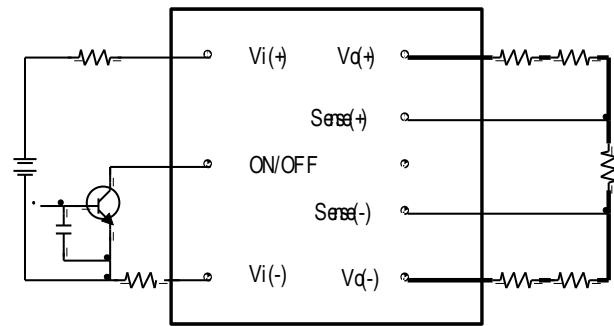 Vi(+) Vo(+)
Sense(+)
ON/OFF
Sense(-)
Vi(-) Vo(-)